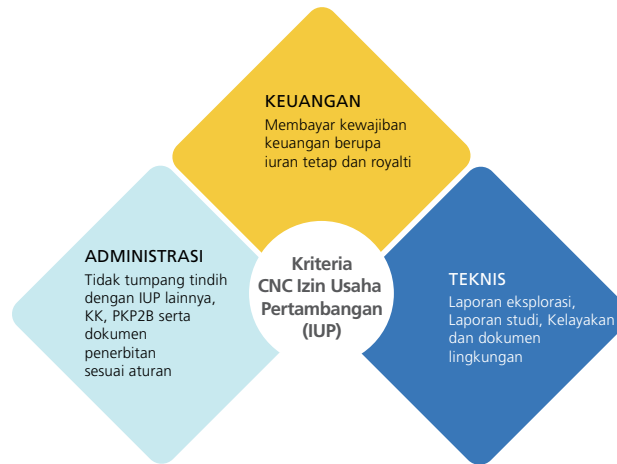 KEUANGAN
Membayar kewajiban
keuangan berupa
iuran tetap dan royalti
ADMINISTRASI
Tidak tumpang tindih
dengan IUP lainnya,
KK, PKP2B serta
dokumen
penerbitan
sesuai aturan
Kriteria
CNC Izin Usaha
Pertambangan
(IUP)
TEKNIS
Laporan eksplorasi,
Laporan studi, Kelayakan
dan dokumen
lingkungan